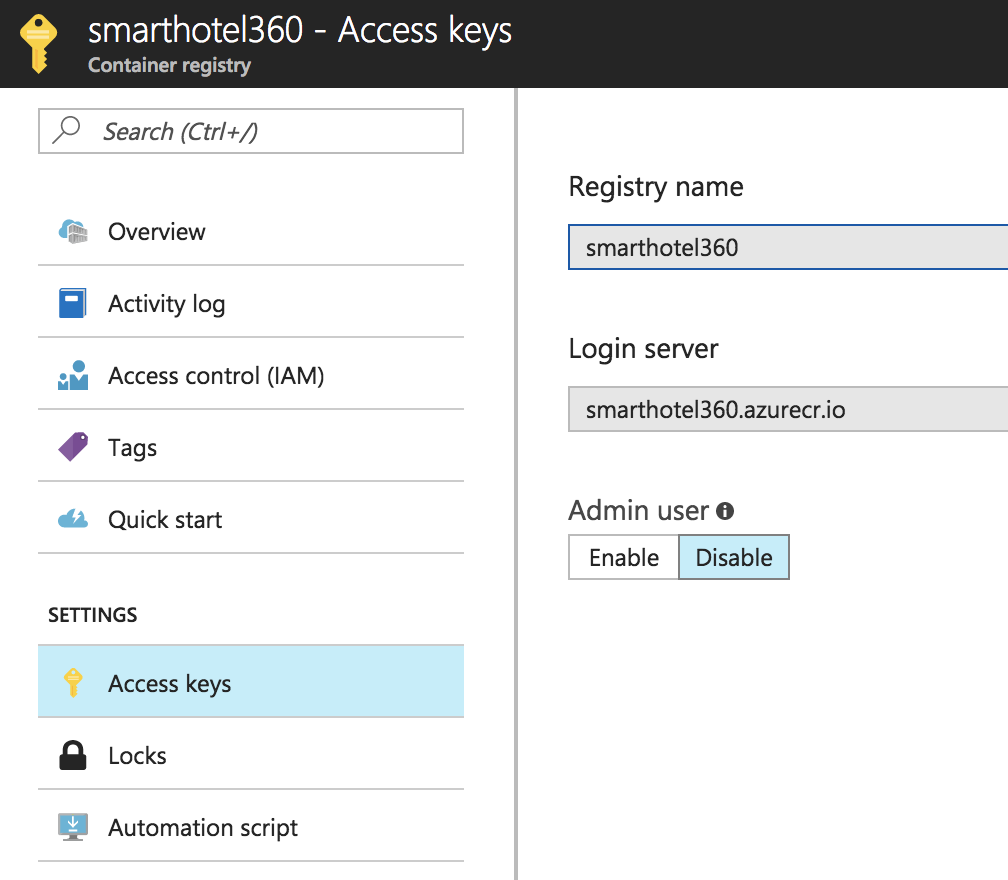 smarthotel360 - Access keys
Container registry
Search (Ctrl+/)
Overview
Activity log
Access control (IAM)
Tags
Quick start
SETTINGS
Access keys
Locks
Automation script
Registry name
smarthotel360
Login server
smarthotel360.azurecr.io
Admin user
Enable Disable